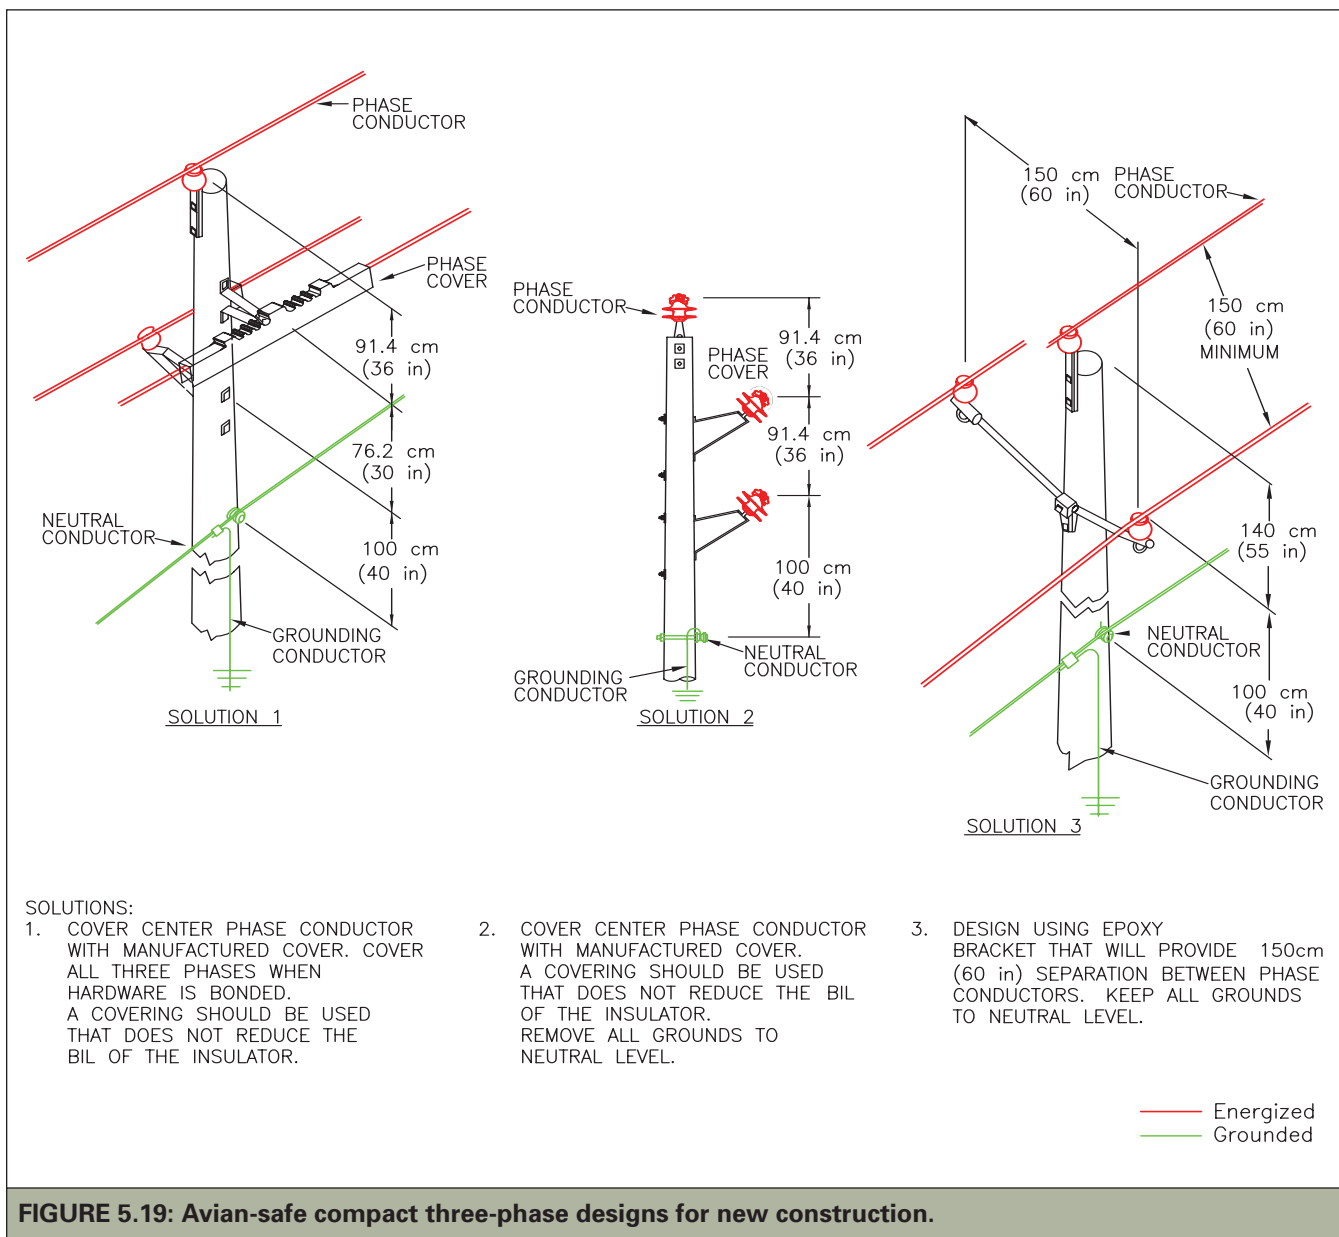 PHASE
CONDUCTOR
PHASE
COVER
91.4 cm
(36 in)
76.2 cm
(30 in)
NEUTRAL
CONDUCTOR
100 cm
(40 in)
GROUNDING
CONDUCTOR
SOLUTION 1
PHASE
CONDUCTOR
PHASE
COVER
91.4 cm
(36 in)
91.4 cm
(36 in)
100 cm
(40 in)
NEUTRAL
CONDUCTOR
GROUNDING
CONDUCTOR
SOLUTION 2
150 cm
(60 in)
PHASE
CONDUCTOR
150 cm
(60 in)
MINIMUM
140 cm
(55 in)
NEUTRAL
CONDUCTOR
100 cm
(40 in)
GROUNDING
CONDUCTOR
SOLUTION 3
SOLUTIONS:
1. COVER CENTER PHASE CONDUCTOR
WITH MANUFACTURED COVER. COVER
ALL THREE PHASES WHEN
HARDWARE IS BONDED.
A COVERING SHOULD BE USED
THAT DOES NOT REDUCE THE
BIL OF THE INSULATOR.
2. COVER CENTER PHASE CONDUCTOR
WITH MANUFACTURED COVER.
A COVERING SHOULD BE USED
THAT DOES NOT REDUCE THE BIL
OF THE INSULATOR.
REMOVE ALL GROUNDS TO
NEUTRAL LEVEL.
3. DESIGN USING EPOXY
BRACKET THAT WILL PROVIDE 150cm
(60 in) SEPARATION BETWEEN PHASE
CONDUCTORS. KEEP ALL GROUNDS
TO NEUTRAL LEVEL.
Energized
Grounded
FIGURE 5.19: Avian-safe compact three-phase designs for new construction.